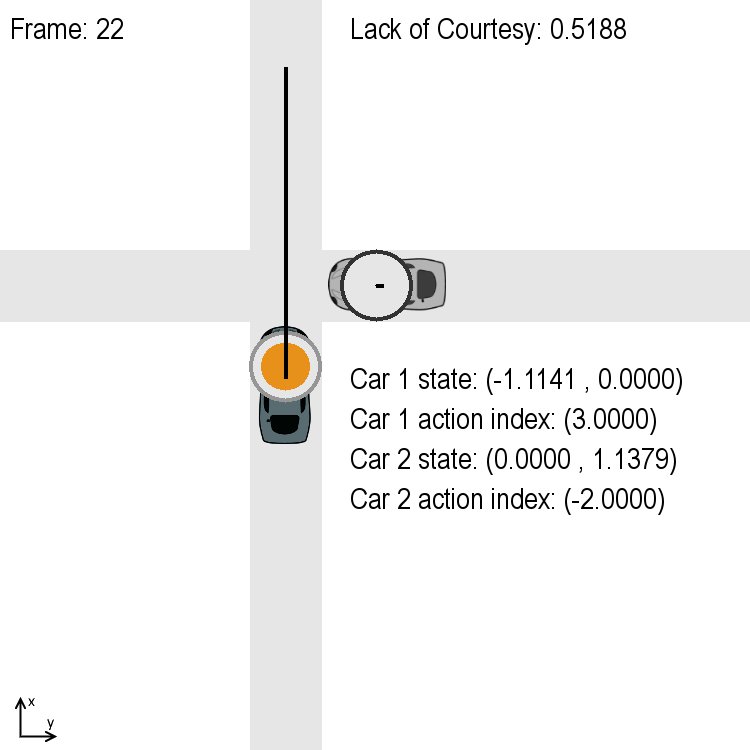 Frame: 22
Lack of Courtesy: 0.5188
Car 1 state: (-1.1141 , 0.0000)
Car 1 action index: (3.0000)
Car 2 state: (0.0000 , 1.1379)
Car 2 action index: (-2.0000)
x
y